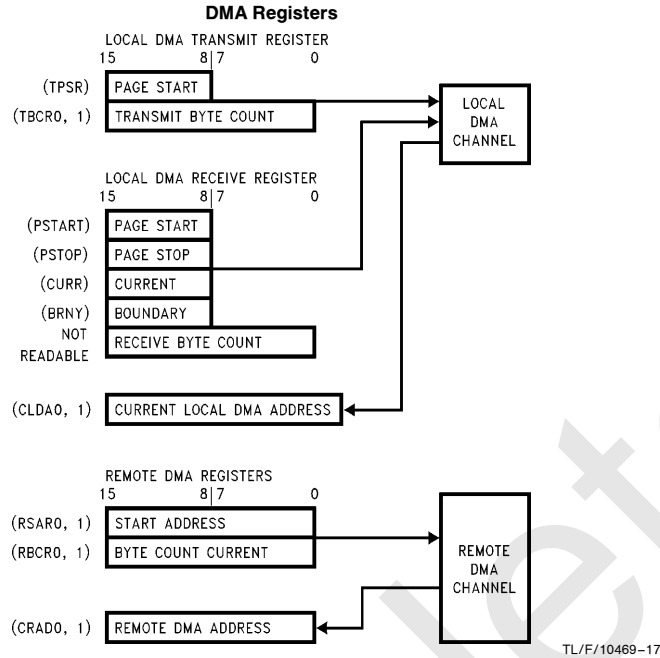 DMA Registers
LOCAL DMA TRANSMIT REGISTER
15 8|7 0
(TPSR) PAGE START
(TBCR0, 1) TRANSMIT BYTE COUNT
LOCAL DMA CHANNEL
LOCAL DMA RECEIVE REGISTER
15 8|7 0
(PSTART) PAGE START
(PSTOP) PAGE STOP
(CURR) CURRENT
(BRNY) BOUNDARY
NOT READABLE RECEIVE BYTE COUNT
(CLDA0, 1) CURRENT LOCAL DMA ADDRESS
REMOTE DMA REGISTERS
15 8|7 0
(RSAR0, 1) START ADDRESS
(RBCR0, 1) BYTE COUNT CURRENT
REMOTE DMA CHANNEL
(CRAD0, 1) REMOTE DMA ADDRESS
TL/F/10469–17